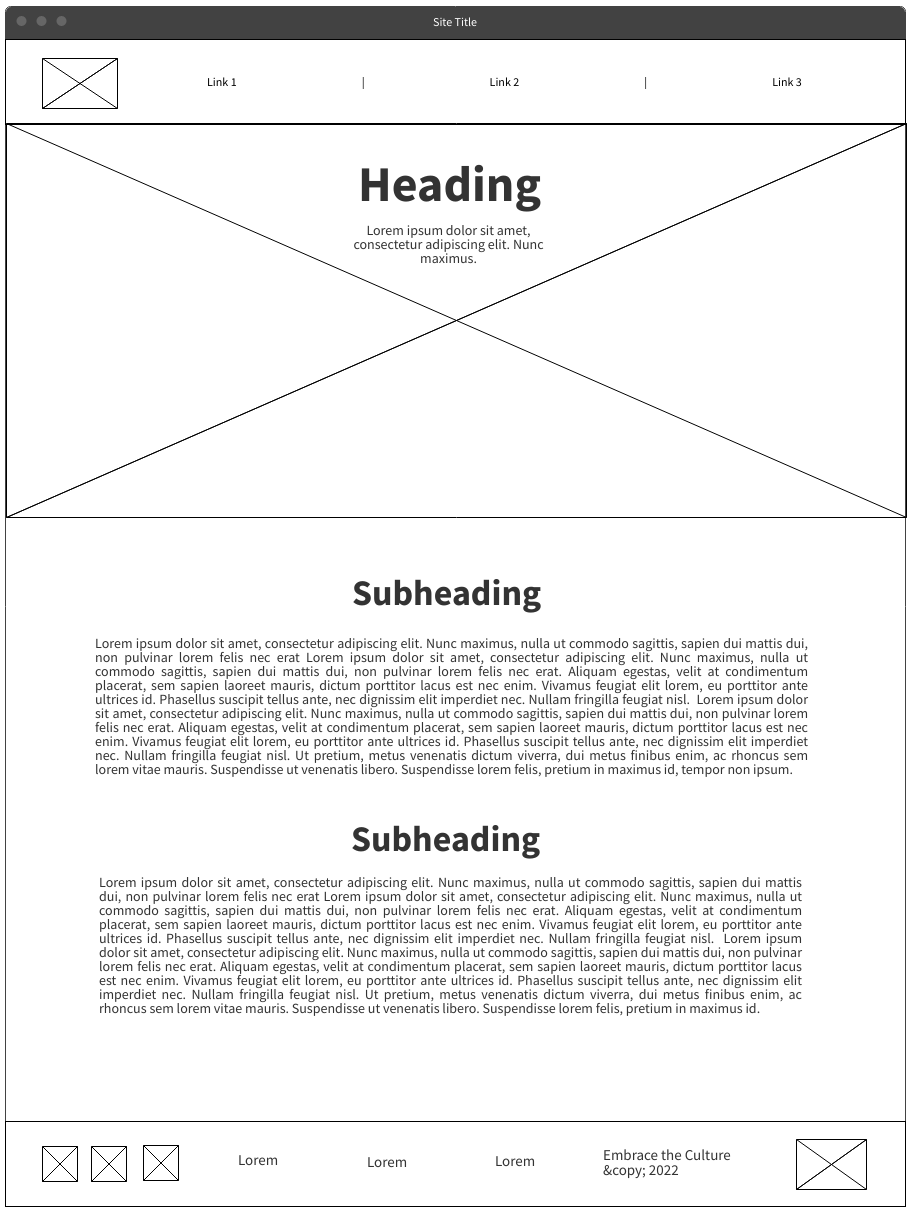 Site Title
Link 1 | Link 2 | Link 3
Heading
Lorem ipsum dolor sit amet,
consectetur adipiscing elit. Nunc
maximus.
Subheading
Lorem ipsum dolor sit amet, consectetur adipiscing elit. Nunc maximus, nulla ut commodo sagittis, sapien dui mattis dui,
non pulvinar lorem felis nec erat Lorem ipsum dolor sit amet, consectetur adipiscing elit. Nunc maximus, nulla ut
commodo sagittis, sapien dui mattis dui, non pulvinar lorem felis nec erat. Aliquam egestas, velit at condimentum
placerat, sem sapien laoreet mauris, dictum porttitor lacus est nec enim. Vivamus feugiat elit lorem, eu porttitor ante
ultrices id. Phasellus suscipit tellus ante, nec dignissim elit imperdiet nec. Nullam fringilla feugiat nisl.  Lorem ipsum dolor
sit amet, consectetur adipiscing elit. Nunc maximus, nulla ut commodo sagittis, sapien dui mattis dui, non pulvinar lorem
felis nec erat. Aliquam egestas, velit at condimentum placerat, sem sapien laoreet mauris, dictum porttitor lacus est nec
enim. Vivamus feugiat elit lorem, eu porttitor ante ultrices id. Phasellus suscipit tellus ante, nec dignissim elit imperdiet
nec. Nullam fringilla feugiat nisl. Ut pretium, metus venenatis dictum viverra, dui metus finibus enim, ac rhoncus sem
lorem vitae mauris. Suspendisse ut venenatis libero. Suspendisse lorem felis, pretium in maximus id, tempor non ipsum.
Subheading
Lorem ipsum dolor sit amet, consectetur adipiscing elit. Nunc maximus, nulla ut commodo sagittis, sapien dui mattis
dui, non pulvinar lorem felis nec erat Lorem ipsum dolor sit amet, consectetur adipiscing elit. Nunc maximus, nulla ut
commodo sagittis, sapien dui mattis dui, non pulvinar lorem felis nec erat. Aliquam egestas, velit at condimentum
placerat, sem sapien laoreet mauris, dictum porttitor lacus est nec enim. Vivamus feugiat elit lorem, eu porttitor ante
ultrices id. Phasellus suscipit tellus ante, nec dignissim elit imperdiet nec. Nullam fringilla feugiat nisl.  Lorem ipsum
dolor sit amet, consectetur adipiscing elit. Nunc maximus, nulla ut commodo sagittis, sapien dui mattis dui, non pulvinar
lorem felis nec erat. Aliquam egestas, velit at condimentum placerat, sem sapien laoreet mauris, dictum porttitor lacus
est nec enim. Vivamus feugiat elit lorem, eu porttitor ante ultrices id. Phasellus suscipit tellus ante, nec dignissim elit
imperdiet nec. Nullam fringilla feugiat nisl. Ut pretium, metus venenatis dictum viverra, dui metus finibus enim, ac
rhoncus sem lorem vitae mauris. Suspendisse ut venenatis libero. Suspendisse lorem felis, pretium in maximus id.
Lorem
Lorem
Lorem
Embrace the Culture
&copy; 2022